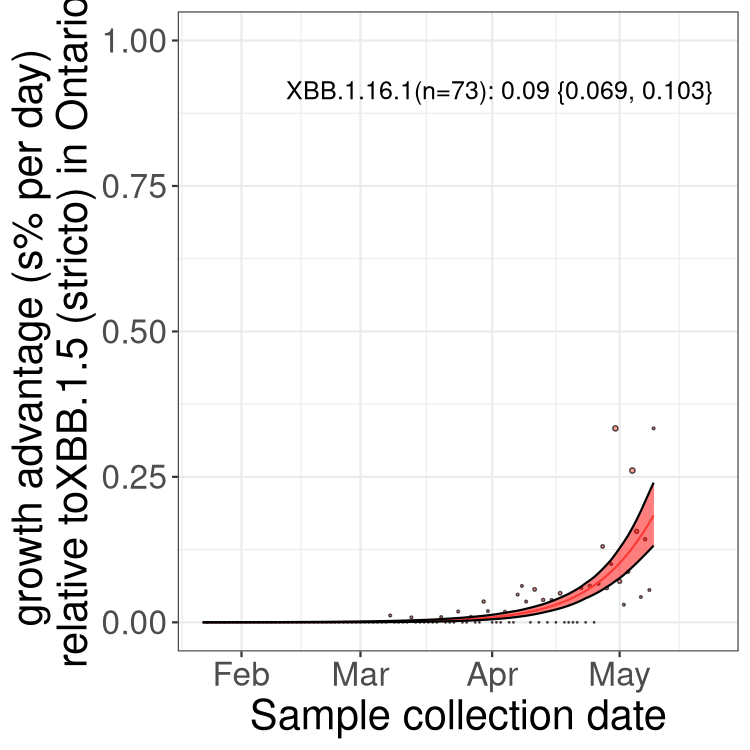 growth advantage (s% per day)
relative toXBB.1.5 (stricto) in Ontario
1.00
0.75
0.50
0.25
0.00
XBB.1.16.1(n=73): 0.09 {0.069, 0.103}
Feb Mar Apr May
Sample collection date